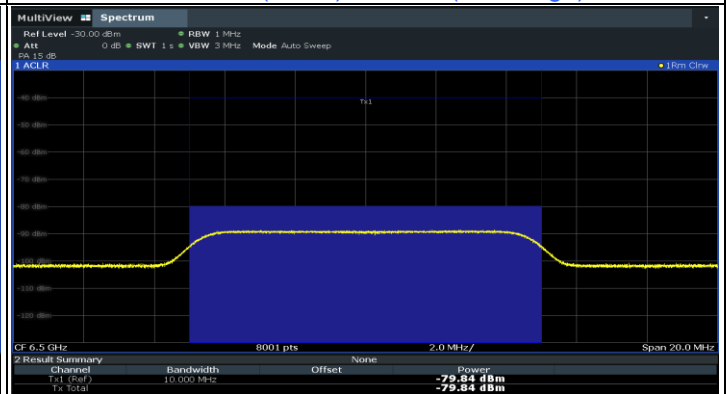 MultiView Spectrum
Ref Level -30.00 dBm RBW 1 MHz
Att 0 dB SWT 1 s VBW 3 MHz Mode Auto Sweep
PA 15 dB
1 ACLR 1Rm Clrw
-40 dBm
Tx1
-50 dBm
-60 dBm
-70 dBm
-80 dBm
-90 dBm
-100 dBm
-110 dBm
-120 dBm
CF 6.5 GHz 8001 pts 2.0 MHz/ Span 20.0 MHz
2 Result Summary None
Channel Bandwidth Offset Power
Tx1 (Ref) 10.000 MHz -79.84 dBm
Tx Total -79.84 dBm